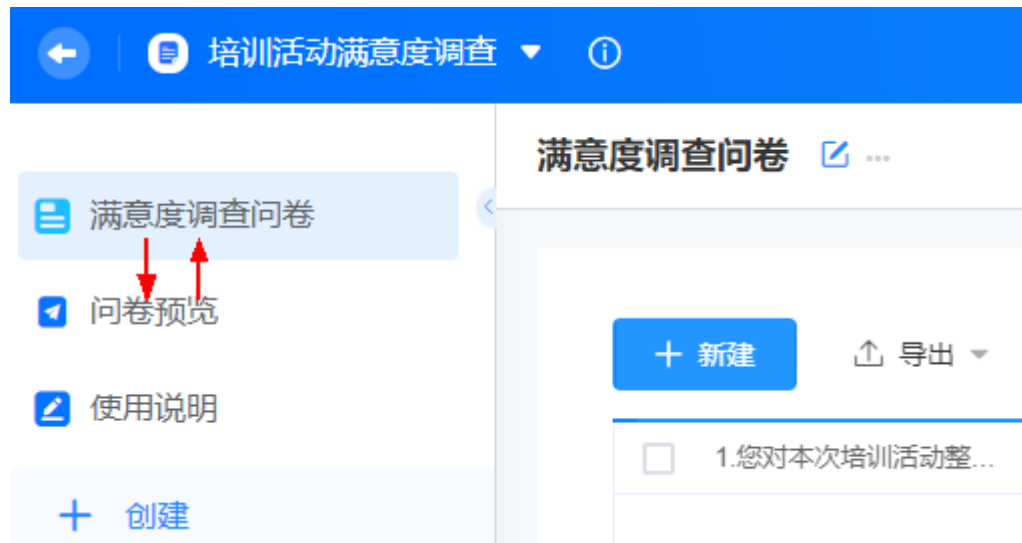 培训活动满意度调查
满意度调查问卷
问卷预览
使用说明
+ 创建
满意度调查问卷
+ 新建 导出
1.您对本次培训活动整...